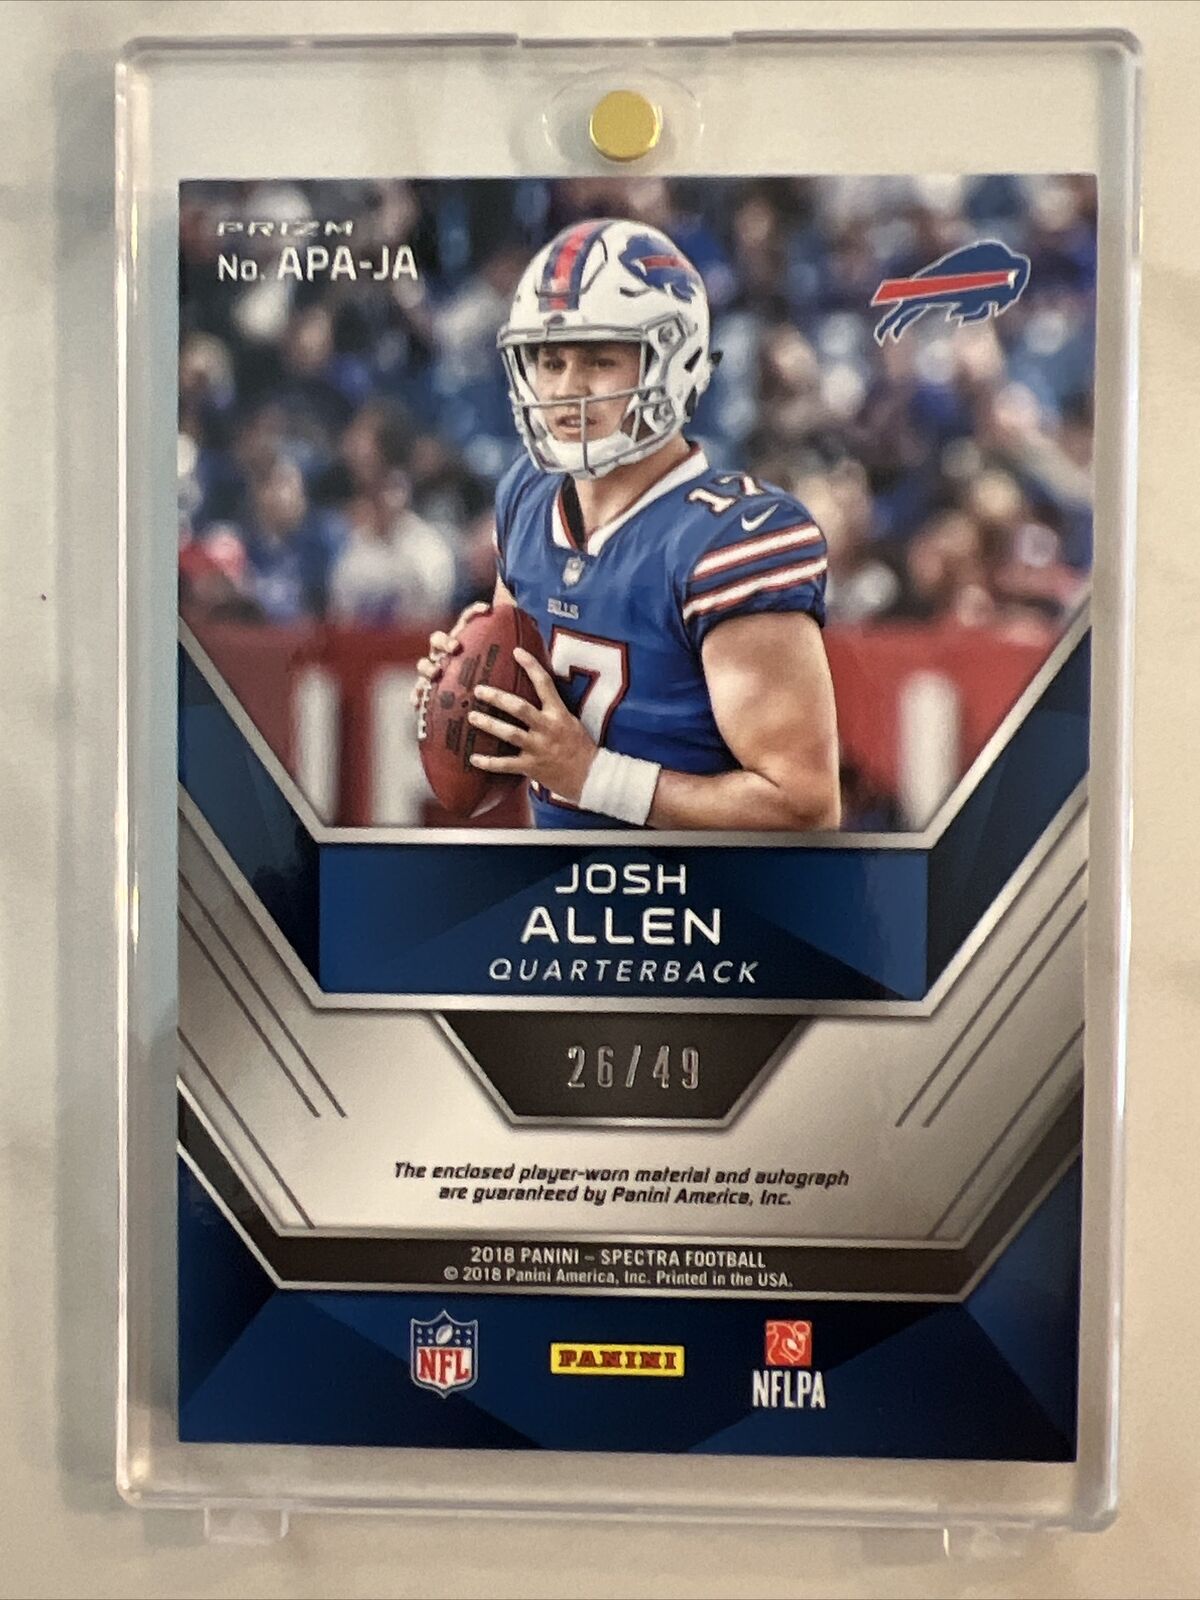 PRIZM
No. APA-JA
17
BILLS
17
JOSH
ALLEN
QUARTERBACK
26/49
The enclosed player-worn material and autograph
are guaranteed by Panini America, Inc.
2018 PANINI – SPECTRA FOOTBALL
© 2018 Panini America, Inc. Printed in the USA.
NFL
PANINI
NFLPA